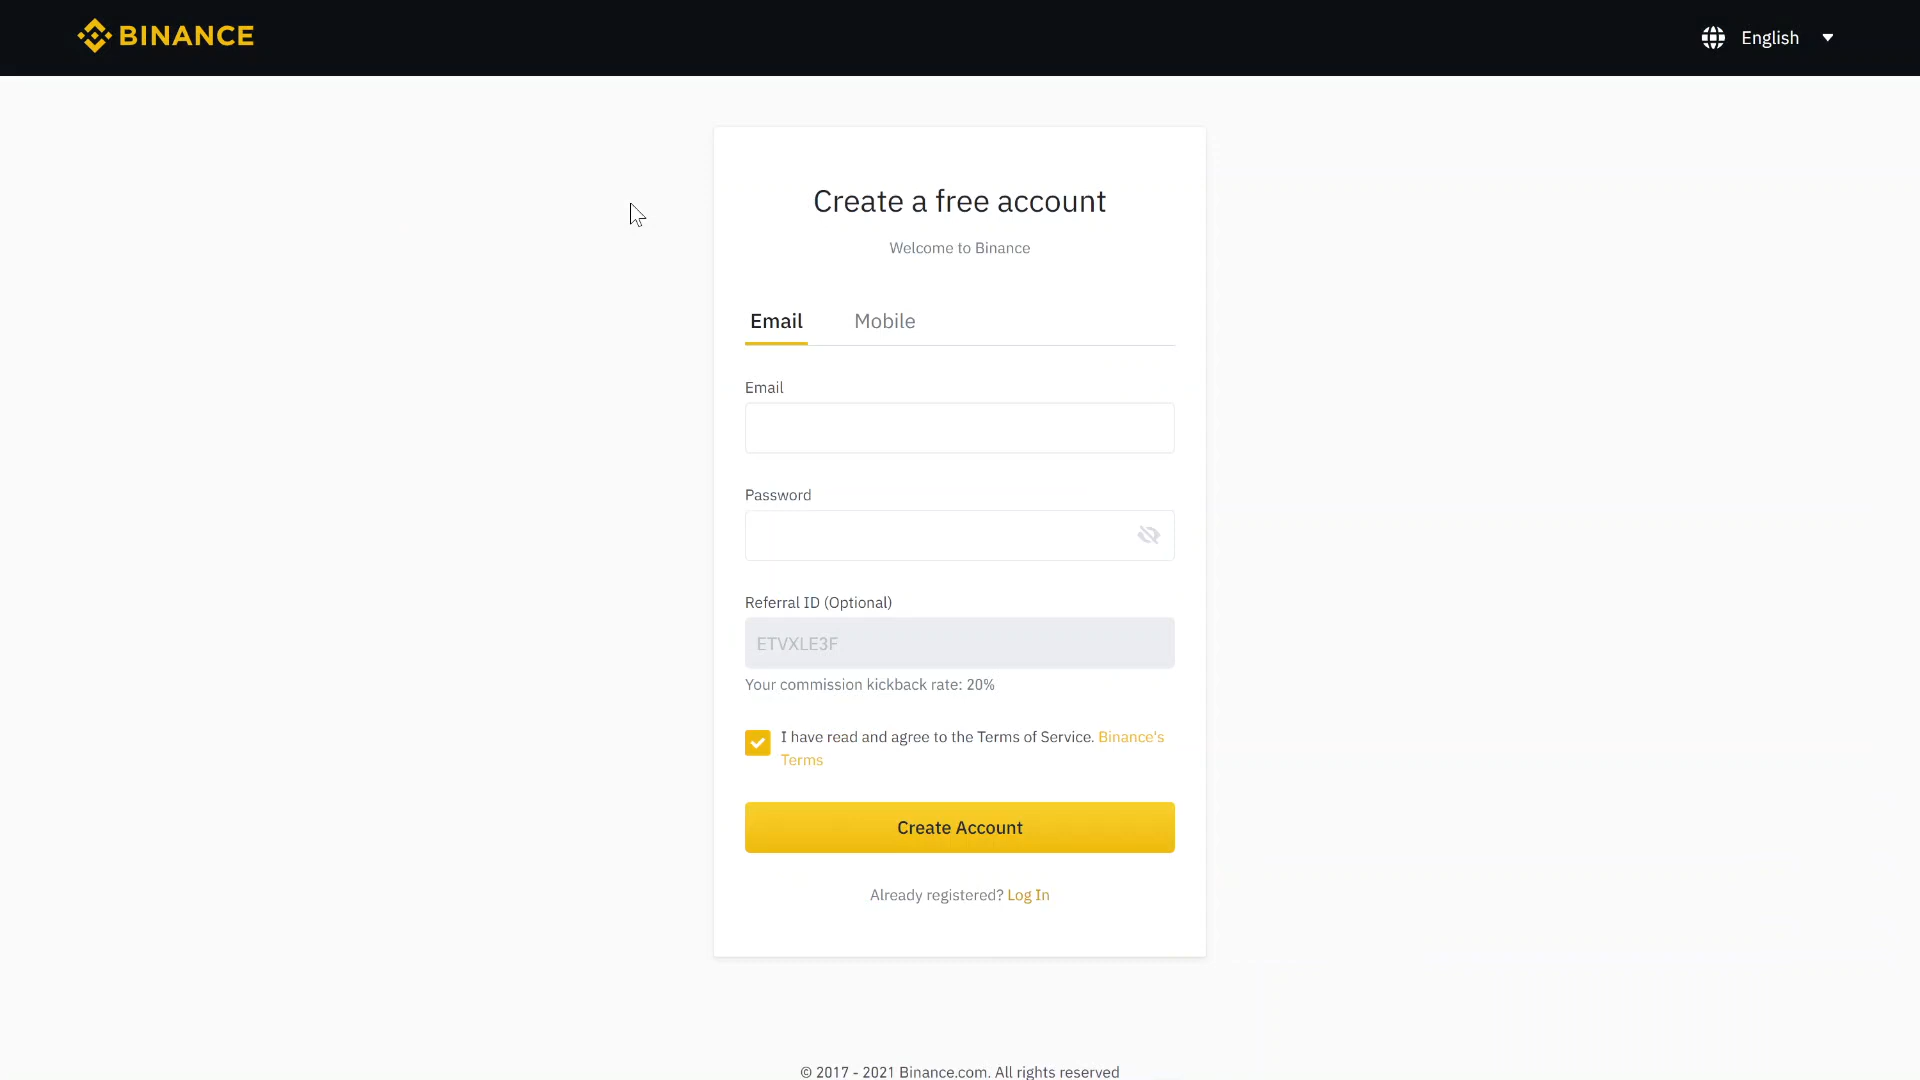 BINANCE
English
Create a free account
Welcome to Binance
Email Mobile
Email
Password
Referral ID (Optional)
ETVXLE3F
Your commission kickback rate: 20%
I have read and agree to the Terms of Service. Binance's
Terms
Create Account
Already registered? Log In
© 2017 - 2021 Binance.com. All rights reserved